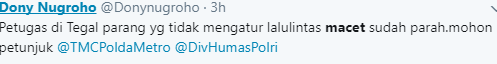 Dony Nugroho @Donynugroho · 3h
Petugas di Tegal parang yg tidak mengatur lalulintas macet sudah parah.mohon
petunjuk @TMCPoldaMetro @DivHumasPolri